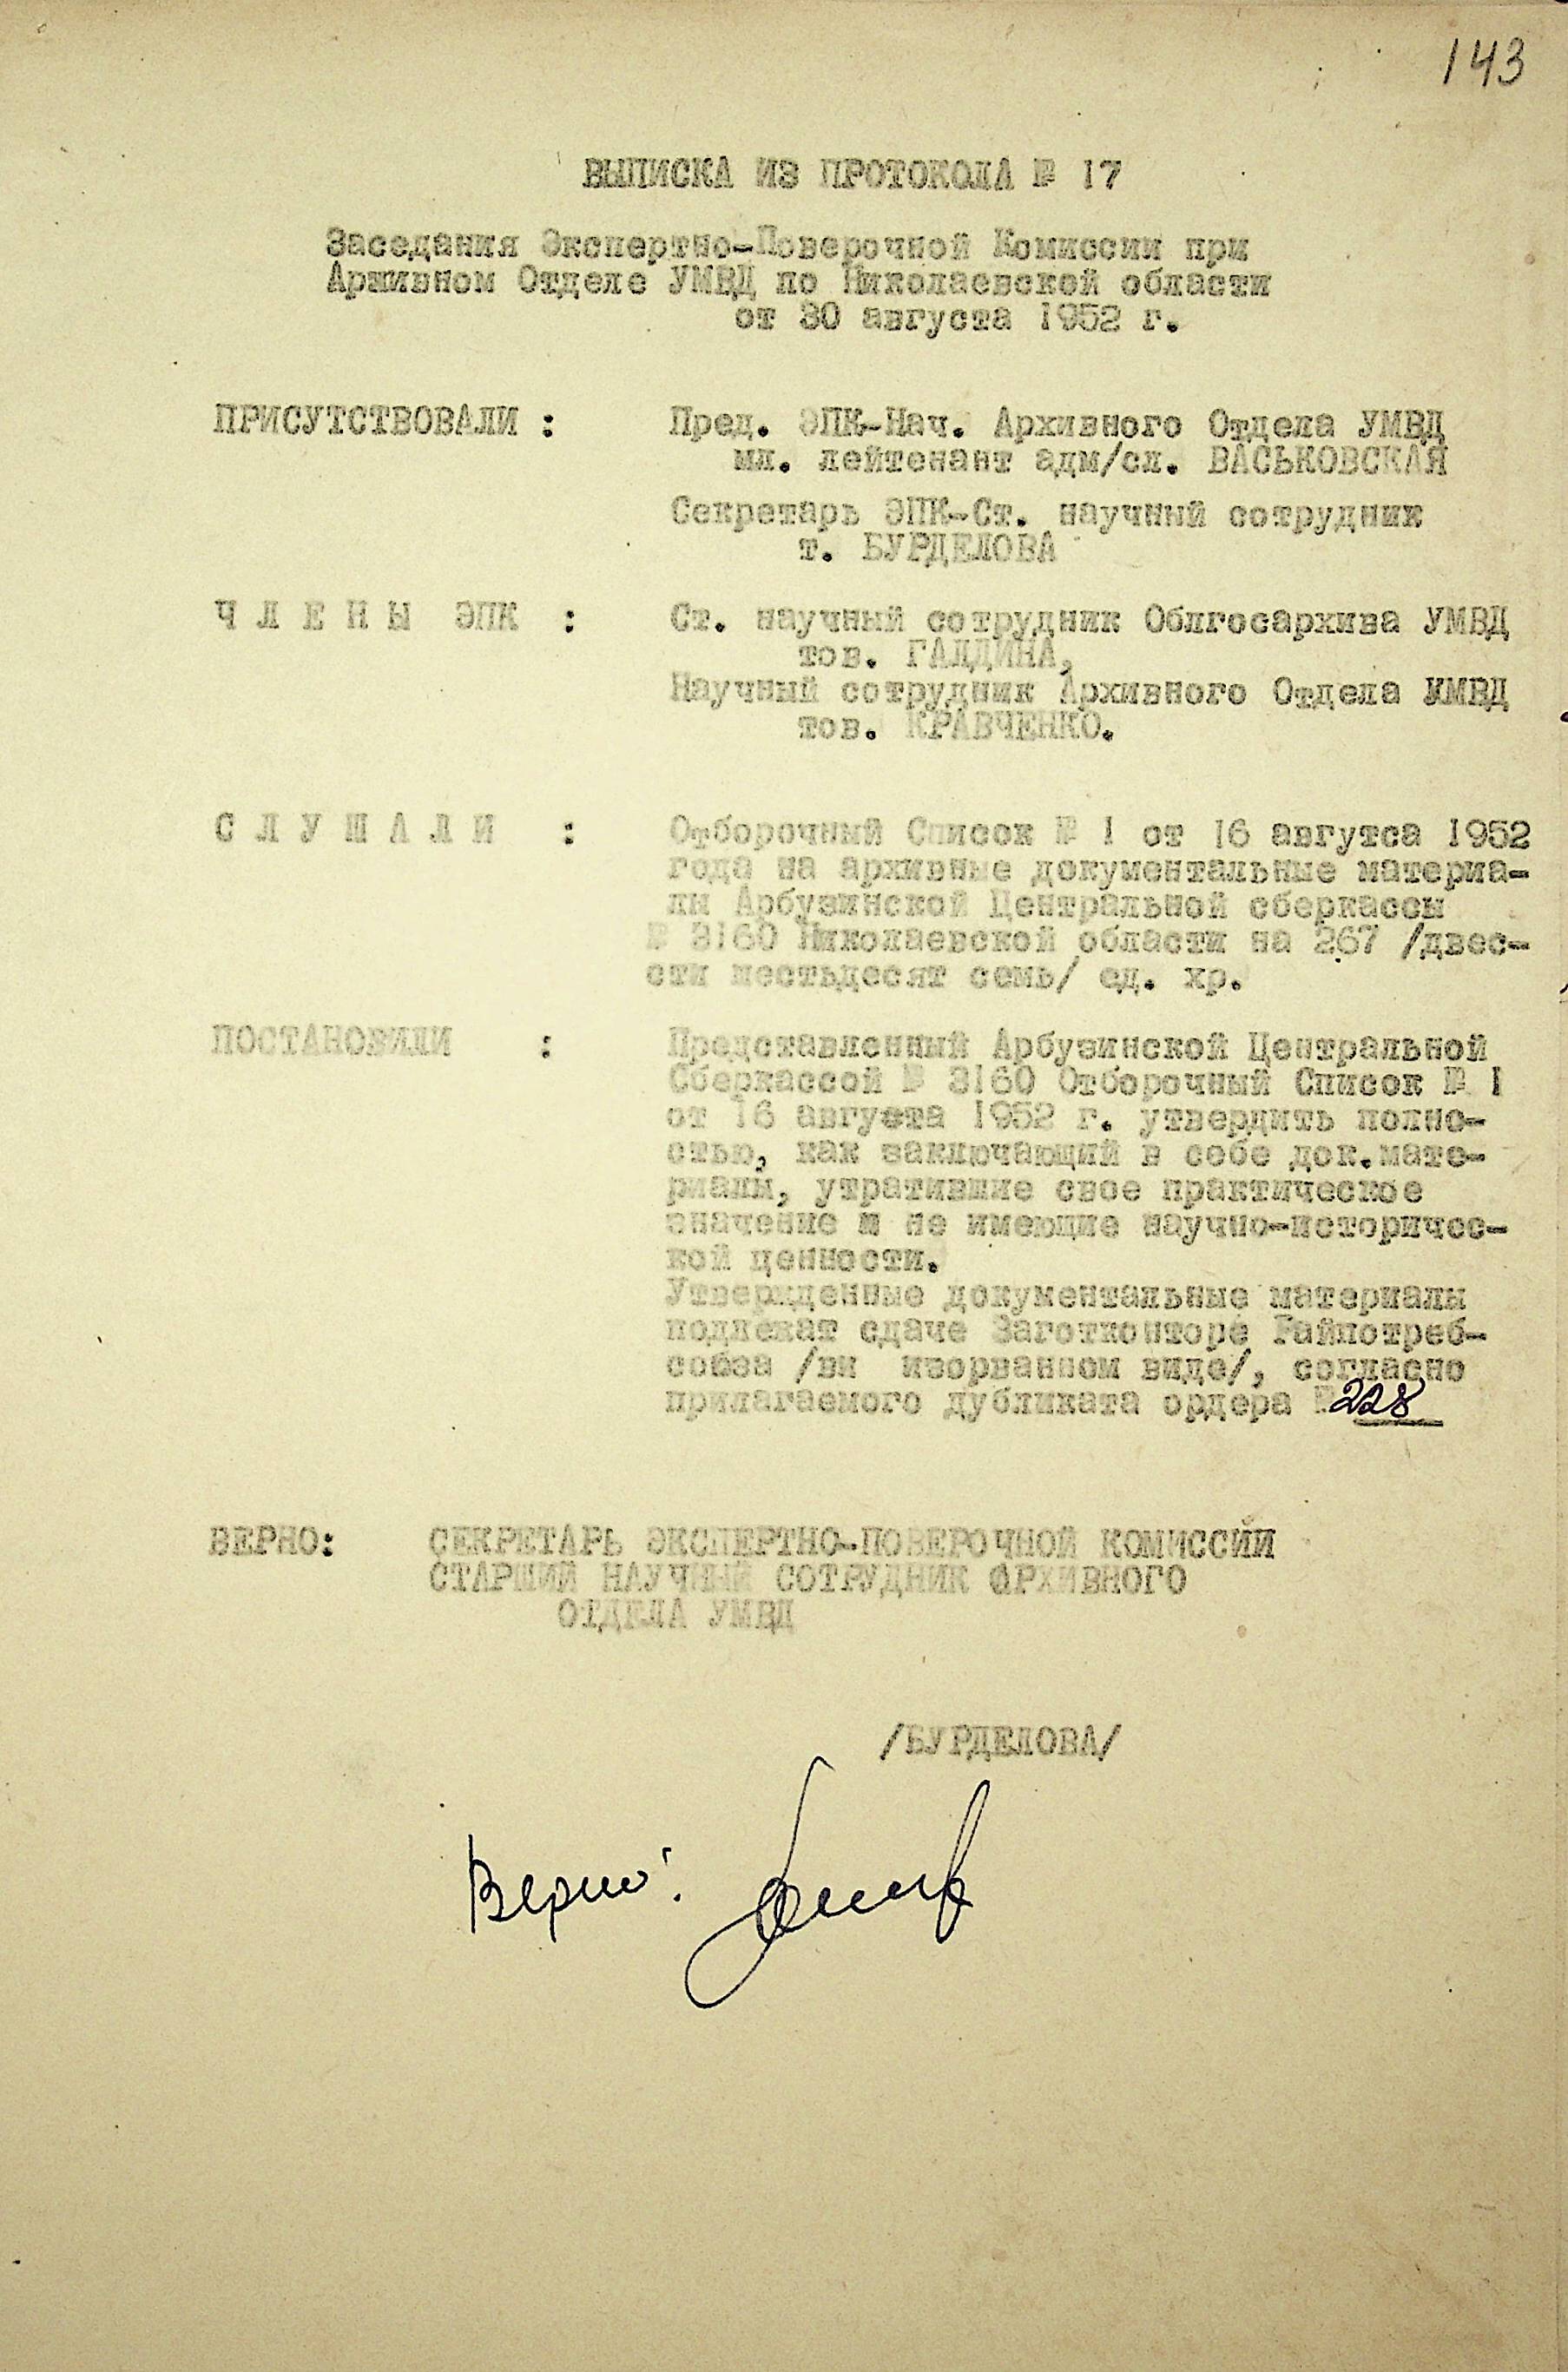 143
ВЫПИСКА ИЗ ПРОТОКОЛА № 17
Заседания Экспертно-Поверочной Комиссии при
Архивном Отделе УМВД по Николаевской области
от 30 августа 1952 г.
ПРИСУТСТВОВАЛИ : Пред. ЭПК-Нач. Архивного Отдела УМВД
мл. лейтенант адм/сл. ВАСЬКОВСКАЯ
Секретарь ЭПК-Ст. научный сотрудник
т. БУРДЕЛОВА
Ч Л Е Н Ы ЭПК : Ст. научный сотрудник Облгосархива УМВД
тов. ГАЛДИНА,
Научный сотрудник Архивного Отдела УМВД
тов. КРАВЧЕНКО.
С Л У Ш А Л И : Отборочный Список № 1 от 16 авгутса 1952
года на архивные документальные материа-
лы Арбузинской Центральной сберкассы
№ 3160 Николаевской области на 267 /двес-
сти шестьдесят семь/ ед. хр.
ПОСТАНОВИЛИ : Представленный Арбузинской Центральной
Сберкассой № 3160 Отборочный Список № 1
от 16 августа 1952 г. утвердить полно-
стью, как заключающий в себе док.мате-
риалы, утратившие свое практическое
значение и не имеющие научно-историчес-
кой ценности.
Утвержденные документальные материалы
подлежат сдаче Заготконторе Райпотреб-
союза /ви изорванном виде/, согласно
прилагаемого дубликата ордера № 228
ВЕРНО: СЕКРЕТАРЬ ЭКСПЕРТНО-ПОВЕРОЧНОЙ КОМИССИИ
СТАРШИЙ НАУЧНЫЙ СОТРУДНИК АРХИВНОГО
ОТДЕЛА УМВД
/БУРДЕЛОВА/
Верно: